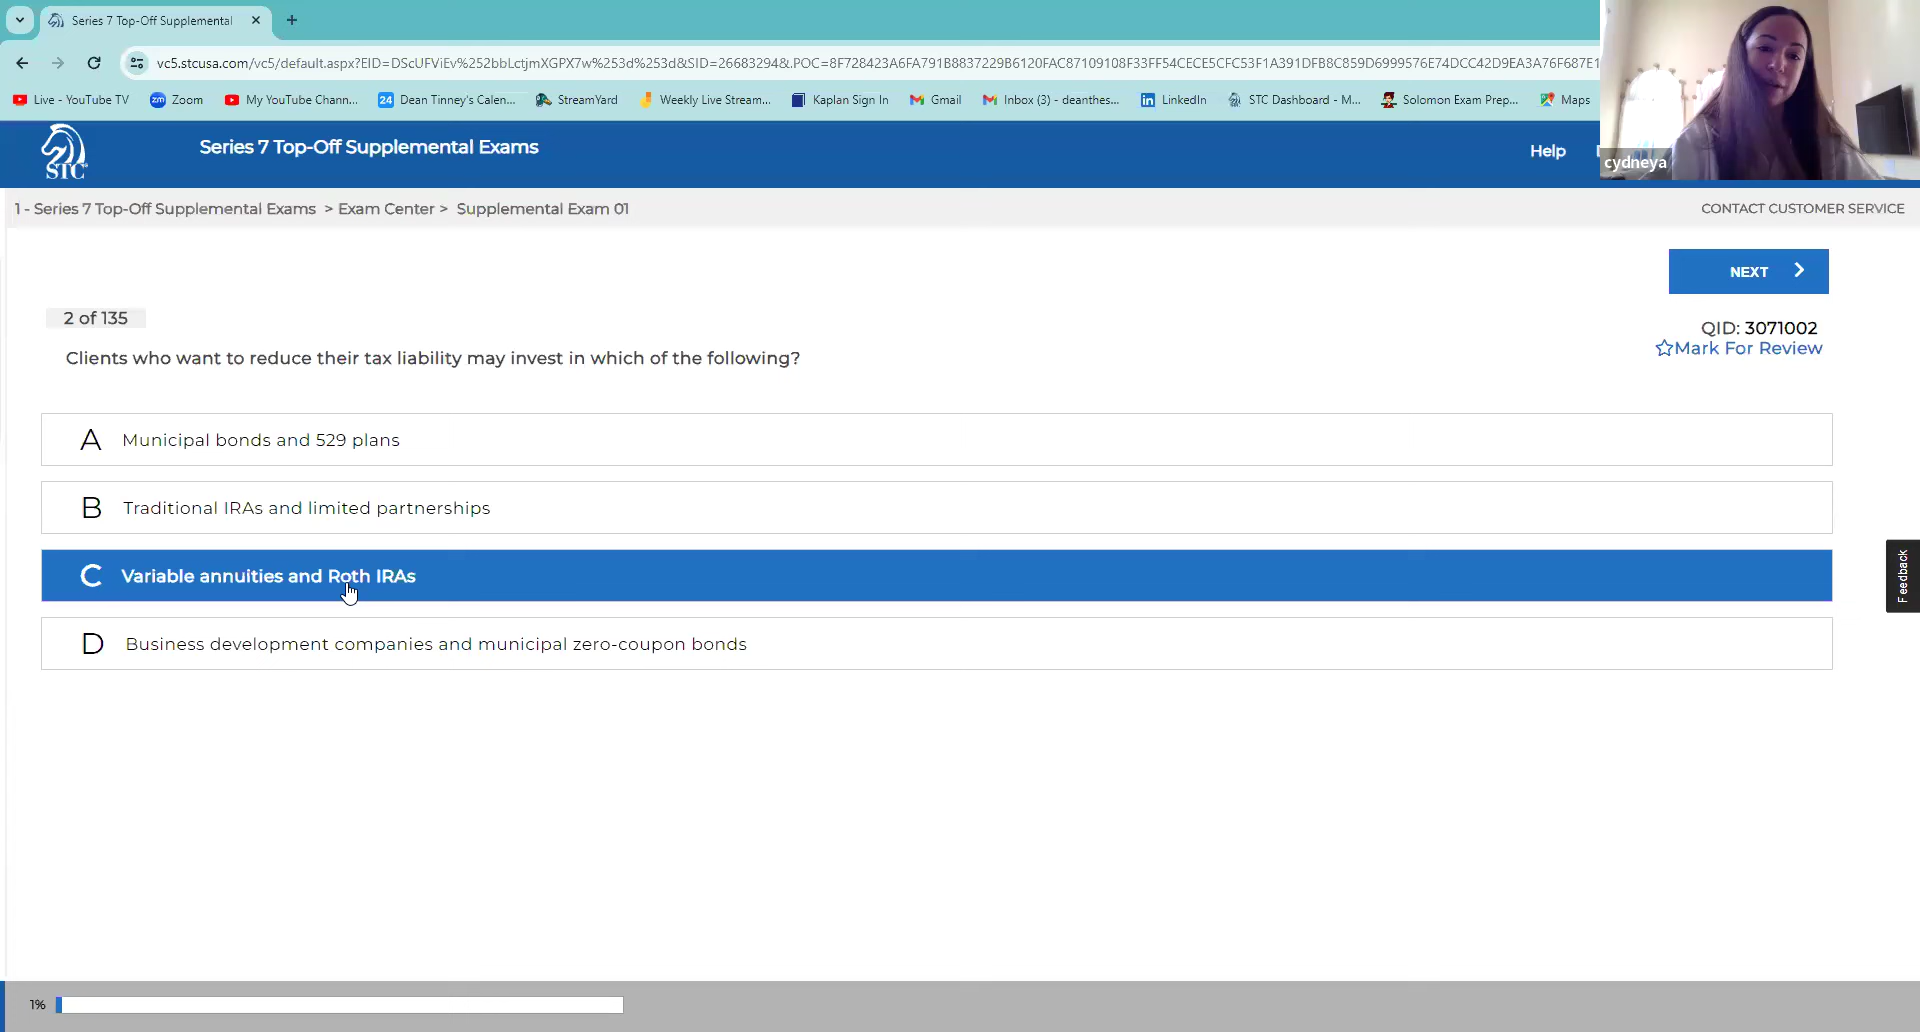 Series 7 Top-Off Supplemental
vc5.stcusa.com/vc5/default.aspx?EID=DScUFViEv%252bbLctjmXGPX7w%253d%253d&SID=26683294&.POC=8F728423A6FA791B8837229B6120FAC87109108F33FF54CECE5CFC53F1A391DFB8C859D6999576E74DCC42D9EA3A76F687E1
Live - YouTube TV Zoom My YouTube Chann... 24 Dean Tinney's Calen... StreamYard Weekly Live Stream... Kaplan Sign In Gmail Inbox (3) - deanthes... LinkedIn STC Dashboard - M... Solomon Exam Prep... Maps
cydneya
STC
Series 7 Top-Off Supplemental Exams
Help
1 - Series 7 Top-Off Supplemental Exams > Exam Center > Supplemental Exam 01
CONTACT CUSTOMER SERVICE
NEXT
2 of 135
QID: 3071002
Mark For Review
Clients who want to reduce their tax liability may invest in which of the following?
A Municipal bonds and 529 plans
B Traditional IRAs and limited partnerships
C Variable annuities and Roth IRAs
D Business development companies and municipal zero-coupon bonds
Feedback
1%